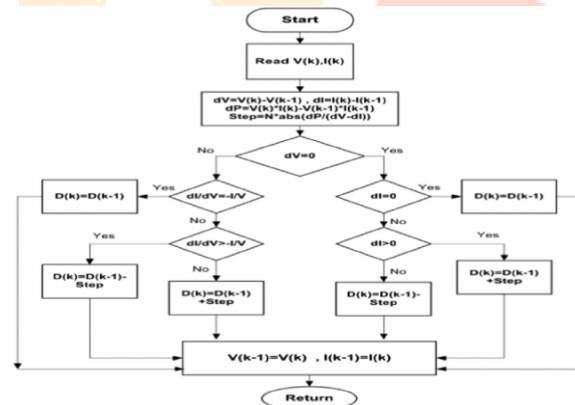 Start
Read V(k),I(k)
dV=V(k)-V(k-1) , dI=I(k)-I(k-1)
dP=V(k)*I(k)-V(k-1)*I(k-1)
Step=N*abs(dP/(dV-dI))
No
dV=0
Yes
D(k)=D(k-1)
Yes
dI/dV=-I/V
dI=0
Yes
D(k)=D(k-1)
No
No
Yes
dI/dV>-I/V
dI>0
Yes
No
No
D(k)=D(k-1)-
Step
D(k)=D(k-1)
+Step
D(k)=D(k-1)-
Step
D(k)=D(k-1)
+Step
V(k-1)=V(k) , I(k-1)=I(k)
Return